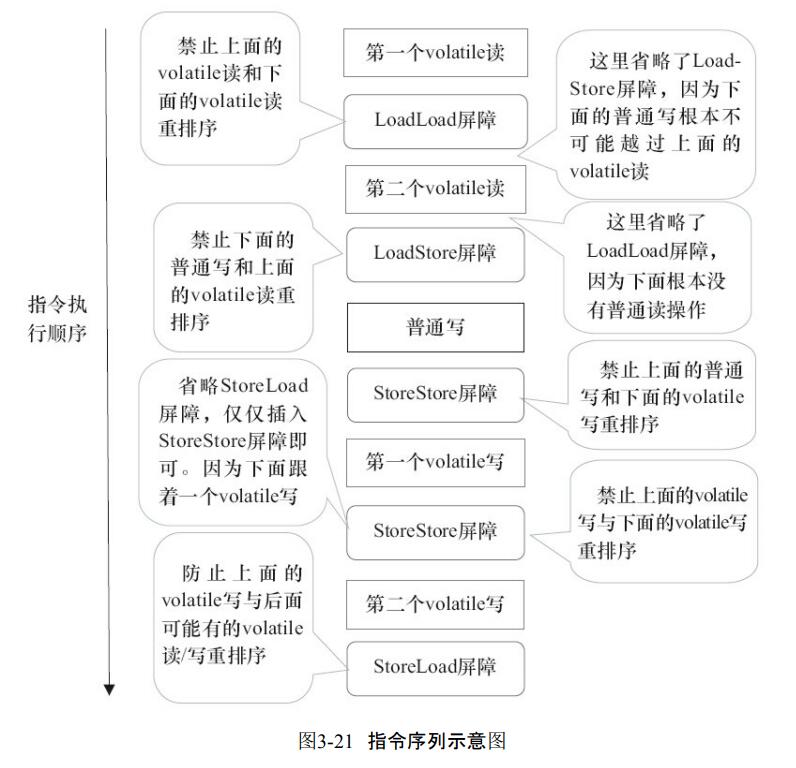 禁止上面的
volatile读和下
面的volatile读
重排序
第一个volatile读
LoadLoad屏障
这里省略了Load-
Store屏障，因为下
面的普通写根本不
可能越过上面的
volatile读
第二个volatile读
禁止下面的
普通写和上面
的volatile读重
排序
LoadStore屏障
这里省略了
LoadLoad屏障，
因为下面根本没
有普通读操作
指令执
行顺序
普通写
省略StoreLoad
屏障，仅仅插入
StoreStore屏障即
可。因为下面跟
着一个volatile写
StoreStore屏障
禁止上面的普通
写和下面的volatile
写重排序
第一个volatile写
StoreStore屏障
禁止上面的volatile
写与下面的volatile写
重排序
防止上面的
volatile写与后面
可能有的volatile
读/写重排序
第二个volatile写
StoreLoad屏障
图3-21 指令序列示意图